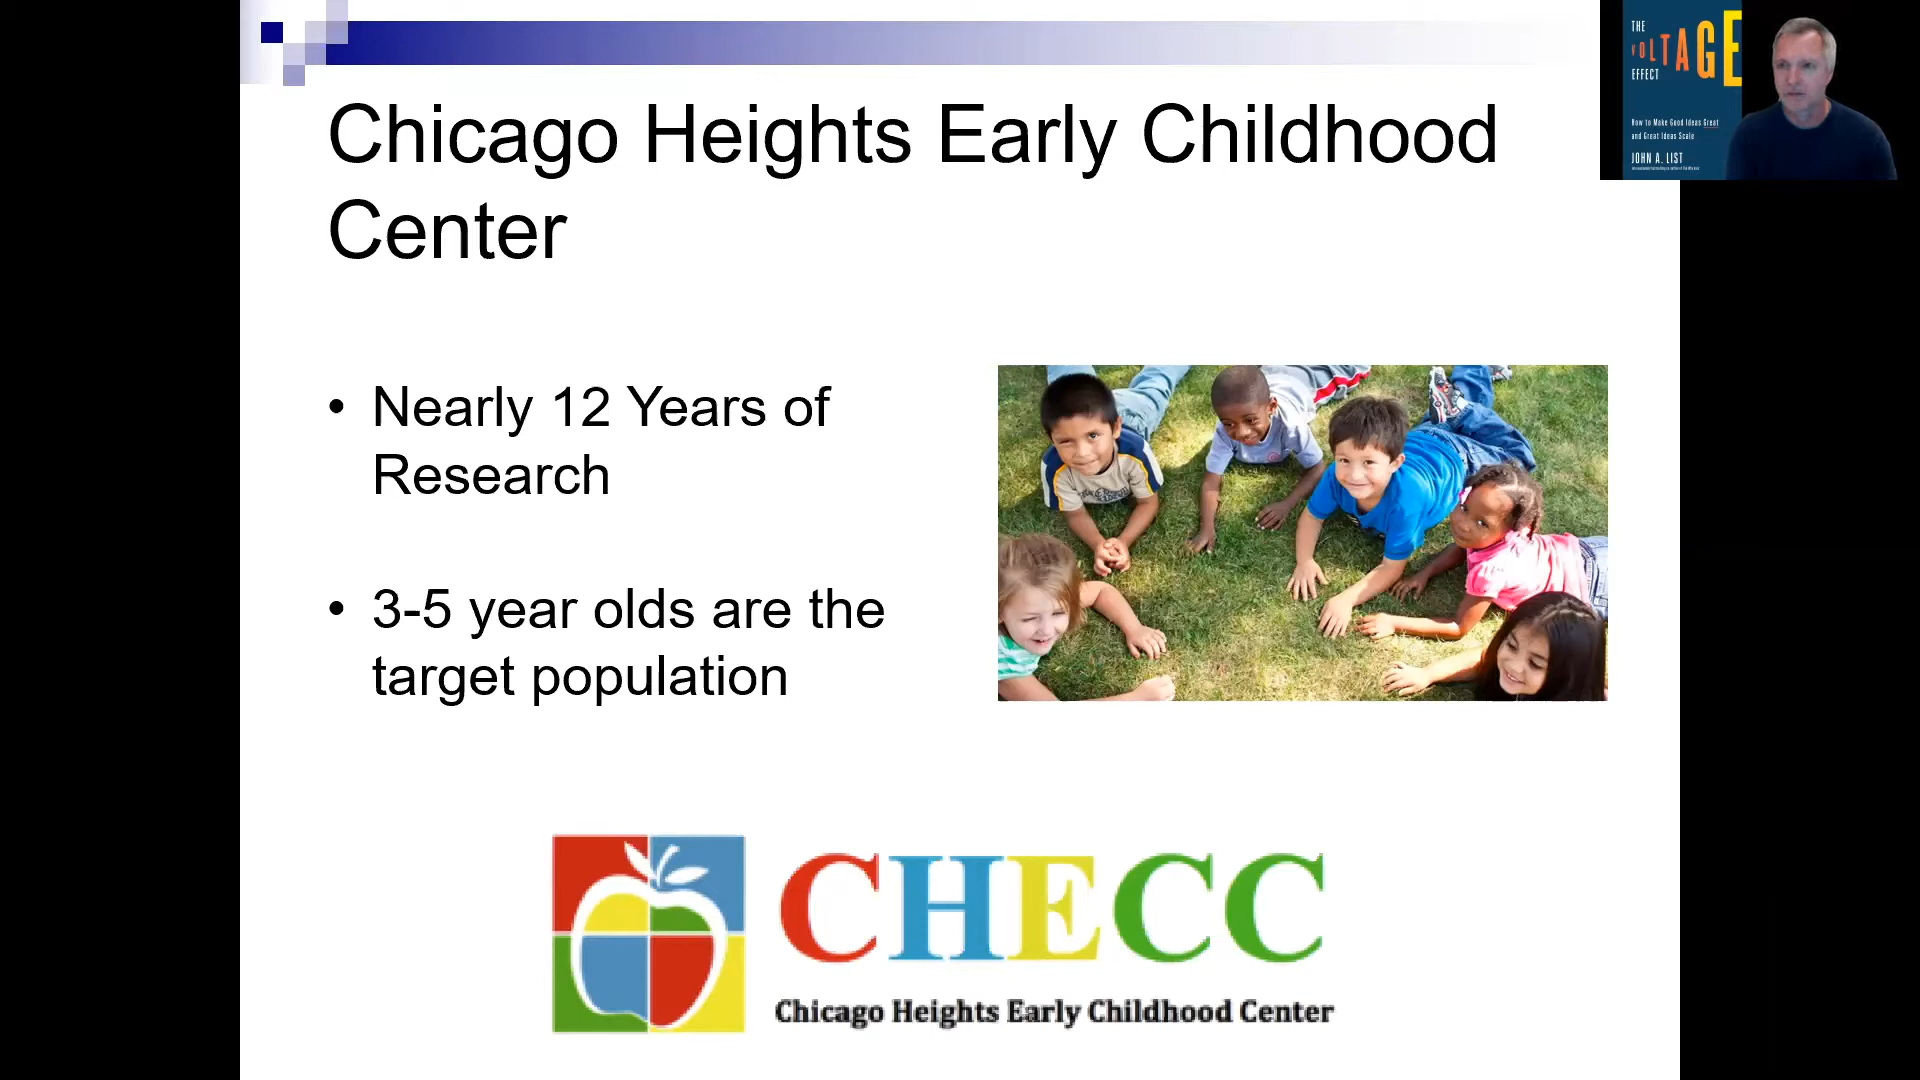 Chicago Heights Early Childhood
Center
• Nearly 12 Years of
Research
• 3-5 year olds are the
target population
CHECC
Chicago Heights Early Childhood Center
THE
VOLTAGE
EFFECT
How to Make Good Ideas Great
and Great Ideas Scale
JOHN A. LIST